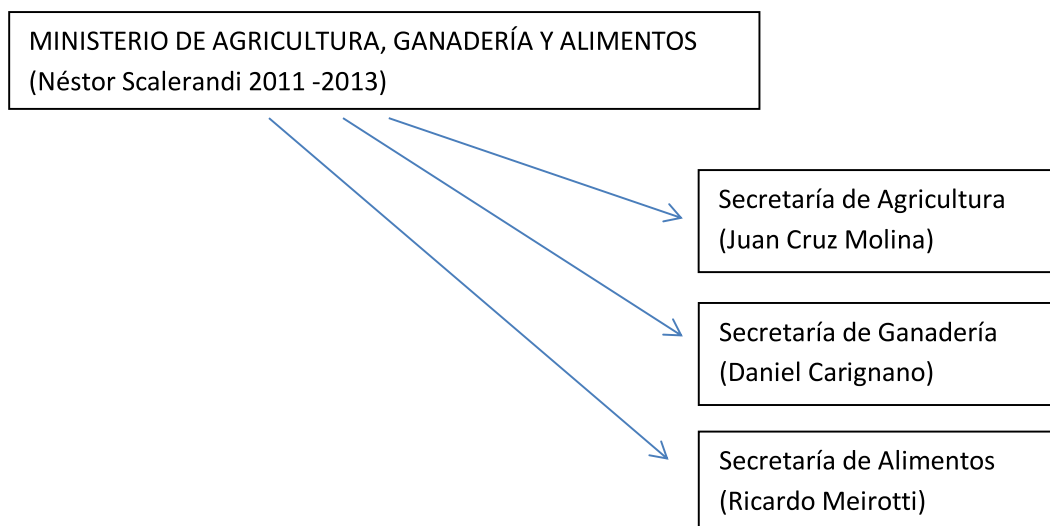 MINISTERIO DE AGRICULTURA, GANADERÍA Y ALIMENTOS
(Néstor Scalerandi 2011 -2013)
Secretaría de Agricultura
(Juan Cruz Molina)
Secretaría de Ganadería
(Daniel Carignano)
Secretaría de Alimentos
(Ricardo Meirotti)